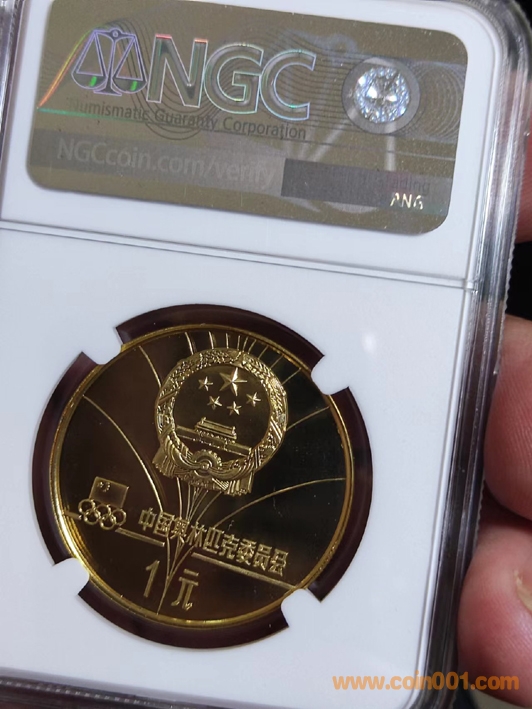 NGC
Numismatic Guaranty Corporation
NGCcoin.com/verify
中国奥林匹克委员会
1元
www.coin001.com